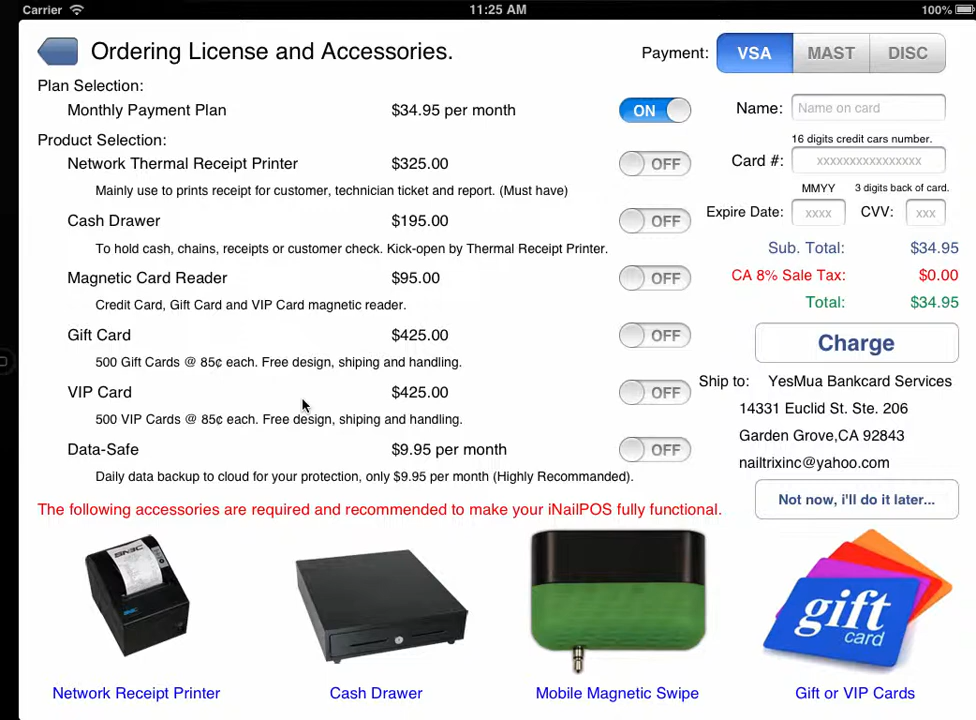 Carrier 11:25 AM 100%
Ordering License and Accessories.
Payment: VSA MAST DISC
Plan Selection:
Monthly Payment Plan $34.95 per month ON
Name: Name on card
Product Selection:
16 digits credit cars number.
Network Thermal Receipt Printer $325.00 OFF
Card #: xxxxxxxxxxxxxxxx
Mainly use to prints receipt for customer, technician ticket and report. (Must have)
MMYY 3 digits back of card.
Cash Drawer $195.00 OFF
Expire Date: xxxx CVV: xxx
To hold cash, chains, receipts or customer check. Kick-open by Thermal Receipt Printer.
Sub. Total: $34.95
Magnetic Card Reader $95.00 OFF
CA 8% Sale Tax: $0.00
Credit Card, Gift Card and VIP Card magnetic reader.
Total: $34.95
Gift Card $425.00 OFF
Charge
500 Gift Cards @ 85¢ each. Free design, shiping and handling.
Ship to: YesMua Bankcard Services
VIP Card $425.00 OFF
14331 Euclid St. Ste. 206
500 VIP Cards @ 85¢ each. Free design, shiping and handling.
Garden Grove,CA 92843
Data-Safe $9.95 per month OFF
nailtrixinc@yahoo.com
Daily data backup to cloud for your protection, only $9.95 per month (Highly Recommended).
Not now, i'll do it later...
The following accessories are required and recommended to make your iNailPOS fully functional.
gift
card
Network Receipt Printer
Cash Drawer
Mobile Magnetic Swipe
Gift or VIP Cards